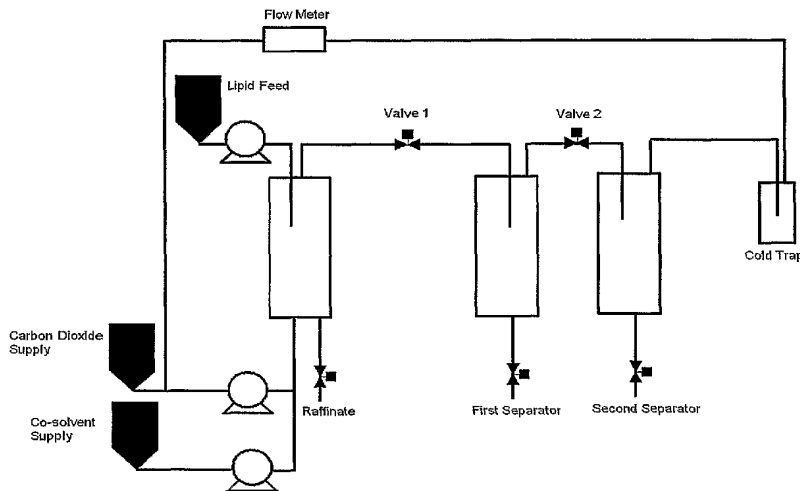 Flow Meter
Lipid Feed
Valve 1
Valve 2
Cold Trap
Carbon Dioxide
Supply
Raffinate
First Separator
Second Separator
Co-solvent
Supply